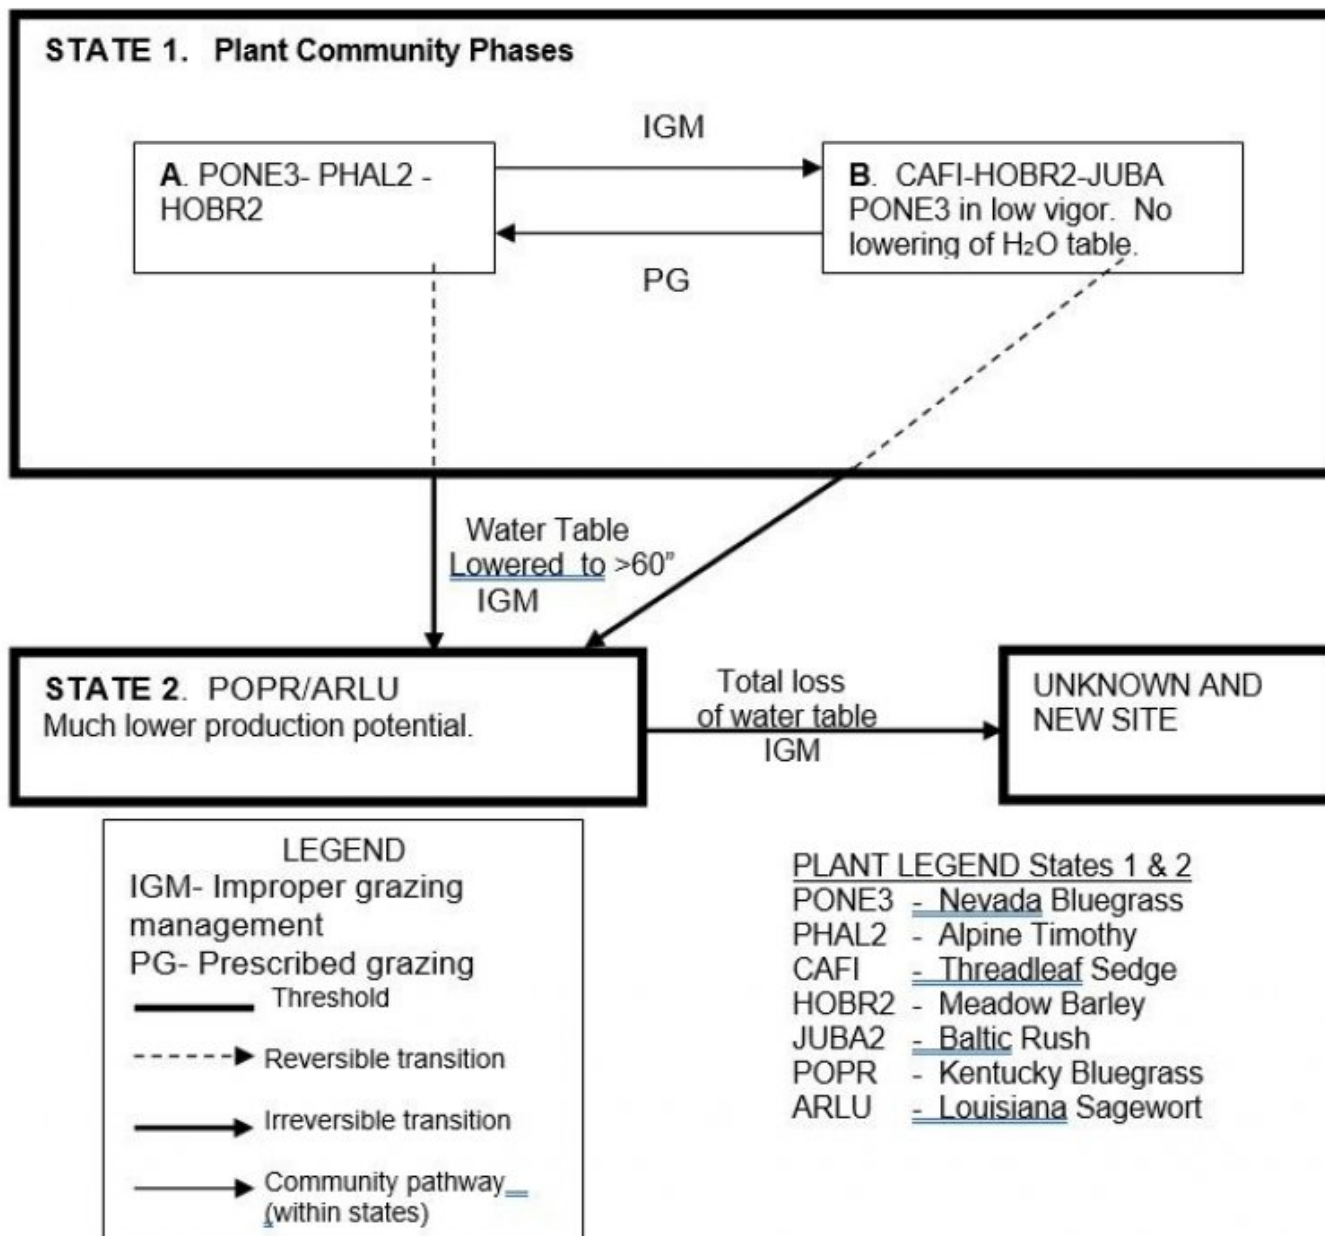 STATE 1. Plant Community Phases
IGM
A. PONE3- PHAL2 -
HOBR2
B. CAFI-HOBR2-JUBA
PONE3 in low vigor. No
lowering of H₂O table.
PG
Water Table
Lowered to >60”
IGM
STATE 2. POPR/ARLU
Much lower production potential.
Total loss
of water table
IGM
UNKNOWN AND
NEW SITE
LEGEND
IGM- Improper grazing
management
PG- Prescribed grazing
Threshold
Reversible transition
Irreversible transition
Community pathway
(within states)
PLANT LEGEND States 1 & 2
PONE3 - Nevada Bluegrass
PHAL2 - Alpine Timothy
CAFI - Threadleaf Sedge
HOBR2 - Meadow Barley
JUBA2 - Baltic Rush
POPR - Kentucky Bluegrass
ARLU - Louisiana Sagewort